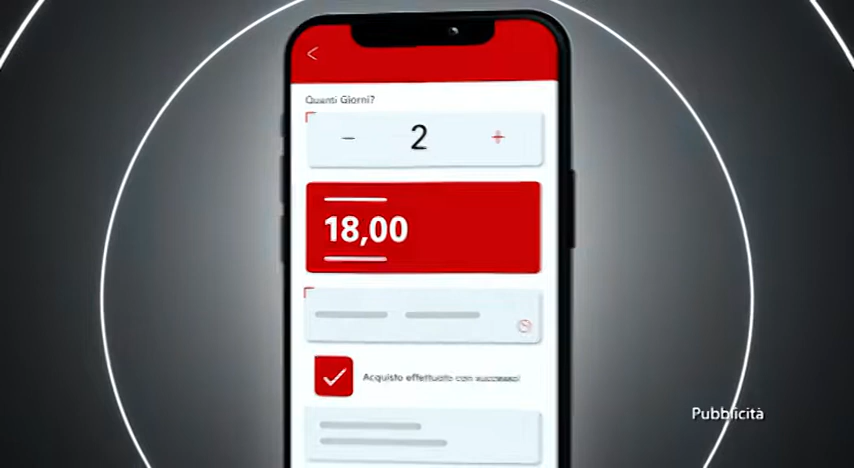 Quanti Giorni?
− 2 +
18,00
Acquisto effettuato con successo!
Pubblicità